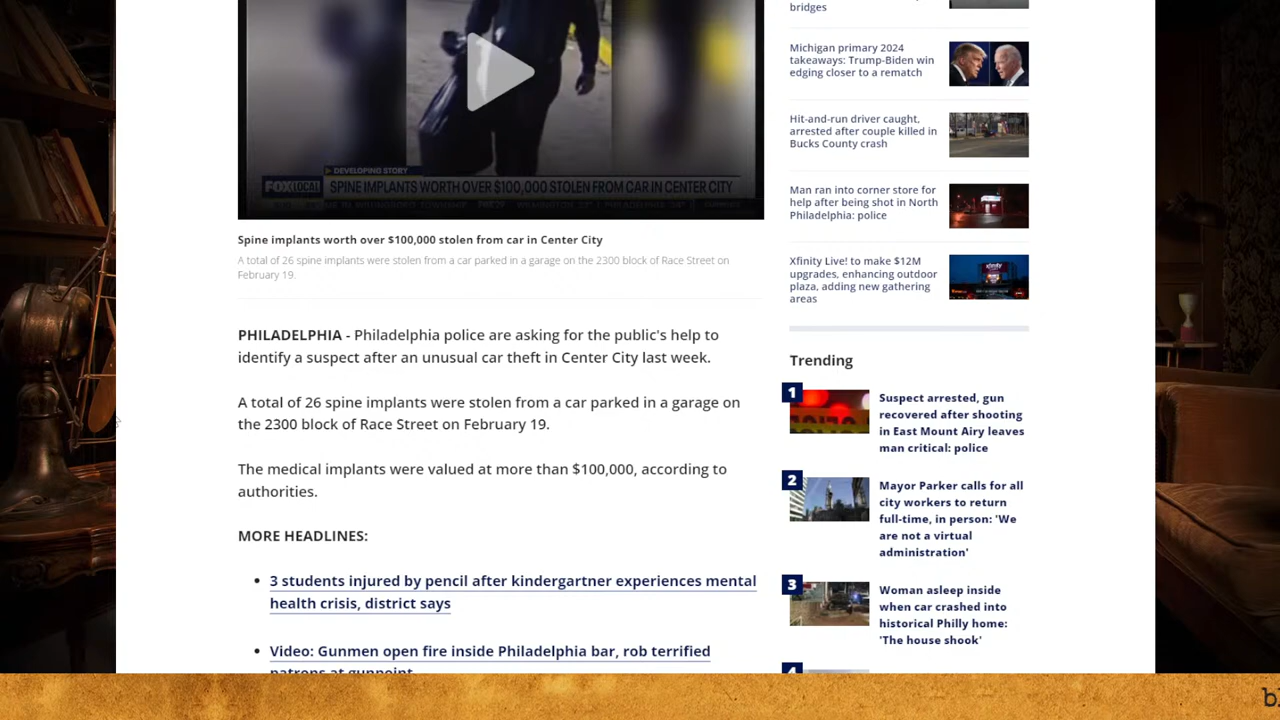 DEVELOPING STORY
FOX LOCAL
SPINE IMPLANTS WORTH OVER $100,000 STOLEN FROM CAR IN CENTER CITY
Spine implants worth over $100,000 stolen from car in Center City
A total of 26 spine implants were stolen from a car parked in a garage on the 2300 block of Race Street on
February 19.
PHILADELPHIA - Philadelphia police are asking for the public's help to
identify a suspect after an unusual car theft in Center City last week.
A total of 26 spine implants were stolen from a car parked in a garage on
the 2300 block of Race Street on February 19.
The medical implants were valued at more than $100,000, according to
authorities.
MORE HEADLINES:
• 3 students injured by pencil after kindergartner experiences mental
health crisis, district says
• Video: Gunmen open fire inside Philadelphia bar, rob terrified
patrons at gunpoint
bridges
Michigan primary 2024
takeaways: Trump-Biden win
edging closer to a rematch
Hit-and-run driver caught,
arrested after couple killed in
Bucks County crash
Man ran into corner store for
help after being shot in North
Philadelphia: police
Xfinity Live! to make $12M
upgrades, enhancing outdoor
plaza, adding new gathering
areas
Trending
1
Suspect arrested, gun
recovered after shooting
in East Mount Airy leaves
man critical: police
2
Mayor Parker calls for all
city workers to return
full-time, in person: 'We
are not a virtual
administration'
3
Woman asleep inside
when car crashed into
historical Philly home:
'The house shook'
4